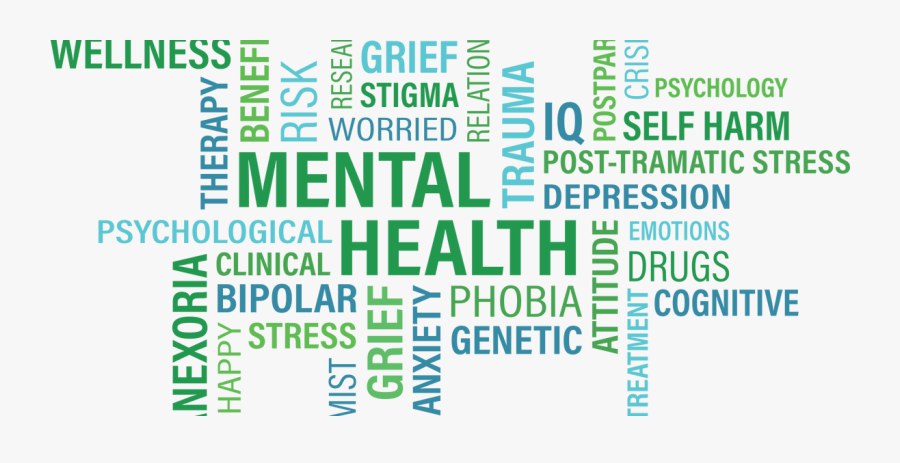 WELLNESS
THERAPY
BENEFI
RISK
RESEAR
GRIEF
STIGMA
WORRIED
RELATION
TRAUMA
IQ
POSTPAR
CRISI
PSYCHOLOGY
SELF HARM
POST-TRAMATIC STRESS
DEPRESSION
MENTAL
HEALTH
PSYCHOLOGICAL
CLINICAL
BIPOLAR
STRESS
NEXORIA
HAPPY
MIST
GRIEF
ANXIETY
PHOBIA
GENETIC
ATTITUDE
EMOTIONS
DRUGS
COGNITIVE
TREATMENT